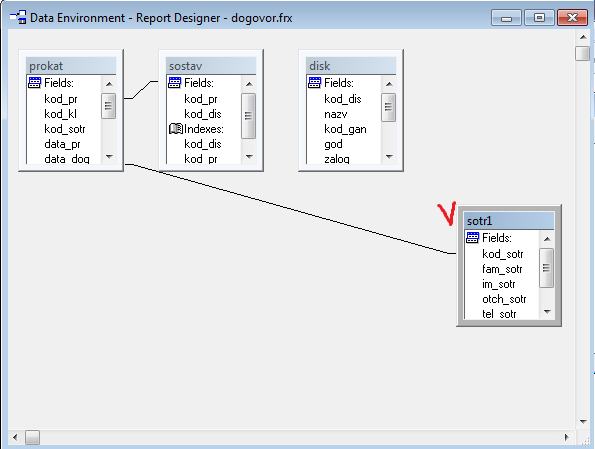 Data Environment - Report Designer - dogovor.frx
prokat
Fields:
kod_pr
kod_kl
kod_sotr
data_pr
data_dog
sostav
Fields:
kod_pr
kod_dis
Indexes:
kod_dis
kod_pr
disk
Fields:
kod_dis
nazv
kod_gan
god
zalog
sotr1
Fields:
kod_sotr
fam_sotr
im_sotr
otch_sotr
tel_sotr